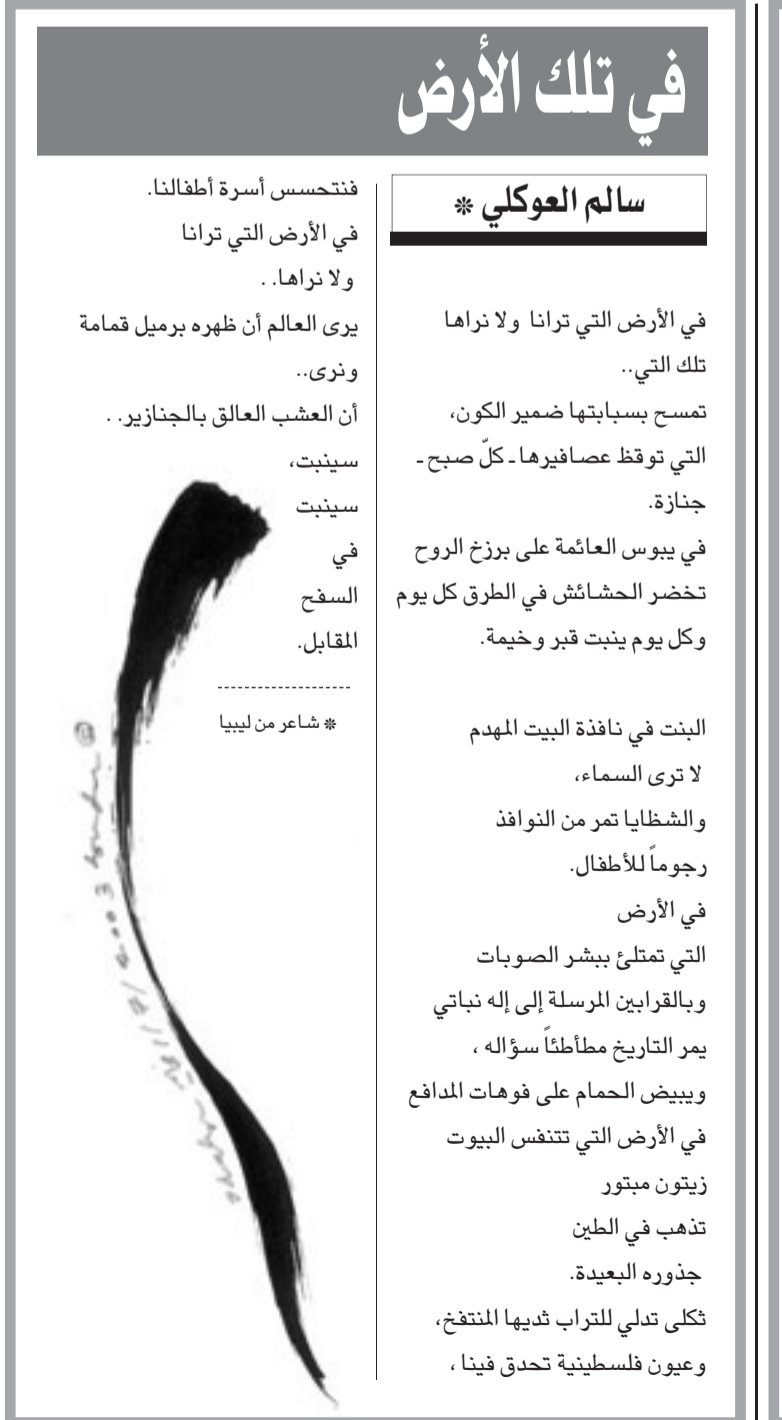 في تلك الأرض
سالم العوكلي *
في الأرض التي ترانا ولا نراها
تلك التي..
تمسح بسبابتها ضمير الكون،
التي توقظ عصافيرها ـ كلّ صبح ـ
جنازة.
في يبوس العائمة على برزخ الروح
تخضر الحشائش في الطرق كل يوم
وكل يوم ينبت قبر وخيمة.
البنت في نافذة البيت المهدم
لا ترى السماء،
والشظايا تمر من النوافذ
رجوماً للأطفال.
في الأرض
التي تمتلئ ببشر الصوبات
وبالقرابين المرسلة إلى إله نباتي
يمر التاريخ مطأطئاً سؤاله ،
ويبيض الحمام على فوهات المدافع
في الأرض التي تتنفس البيوت
زيتون مبتور
تذهب في الطين
جذوره البعيدة.
ثكلى تدلي للتراب ثديها المنتفخ،
وعيون فلسطينية تحدق فينا ،
فنتحسس أسرة أطفالنا.
في الأرض التي ترانا
ولا نراها. .
يرى العالم أن ظهره برميل قمامة
ونرى..
أن العشب العالق بالجنازير. .
سينبت،
سينبت
في
السفح
المقابل.
* شاعر من ليبيا